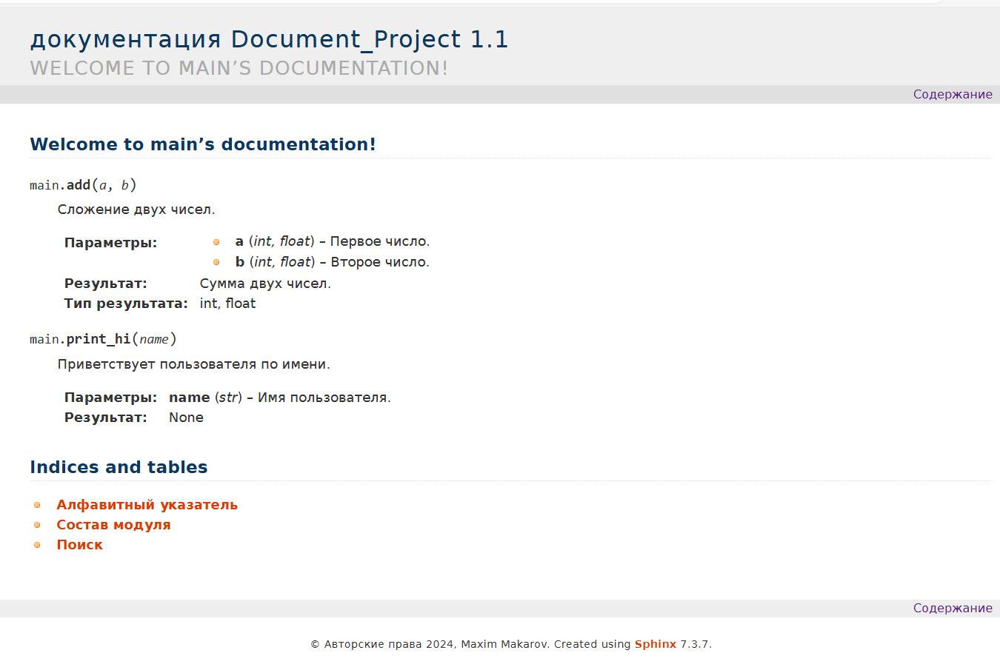 документация Document_Project 1.1
WELCOME TO MAIN’S DOCUMENTATION!
Содержание
Welcome to main’s documentation!
main.add(a, b)
Сложение двух чисел.
Параметры:
a (int, float) – Первое число.
b (int, float) – Второе число.
Результат: Сумма двух чисел.
Тип результата: int, float
main.print_hi(name)
Приветствует пользователя по имени.
Параметры: name (str) – Имя пользователя.
Результат: None
Indices and tables
Алфавитный указатель
Состав модуля
Поиск
Содержание
© Авторские права 2024, Maxim Makarov. Created using Sphinx 7.3.7.